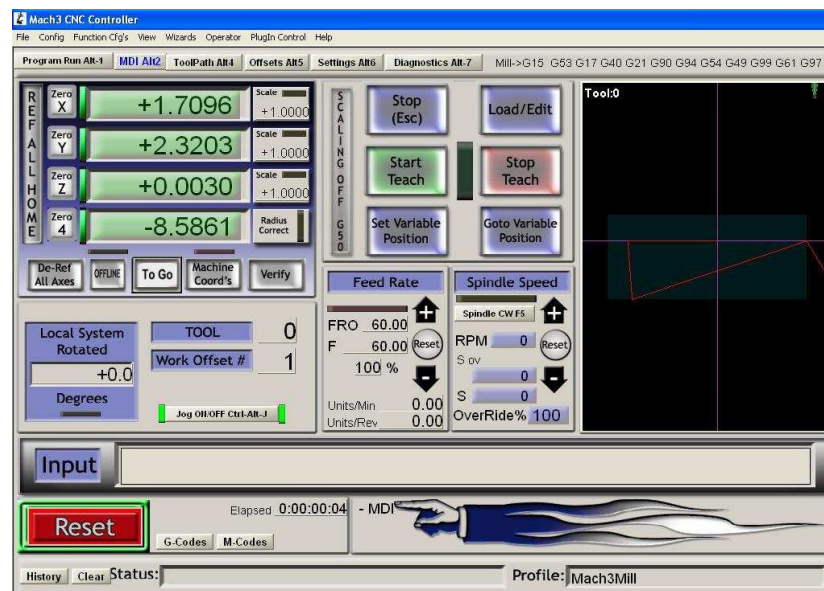 Mach3 CNC Controller
File Config Function Cfg's View Wizards Operator PlugIn Control Help
Program Run Alt-1 MDI Alt2 ToolPath Alt4 Offsets Alt5 Settings Alt6 Diagnostics Alt-7 Mill->G15 G53 G17 G40 G21 G90 G94 G54 G49 G99 G61 G97
REF ALL HOME
Zero X +1.7096 Scale +1.0000
Zero Y +2.3203 Scale +1.0000
Zero Z +0.0030 Scale +1.0000
Zero 4 -8.5861 Radius Correct
De-Ref All Axes OFFLINE To Go Machine Coord's Verify
SCALING OFF G50
Stop (Esc) Load/Edit
Start Teach Stop Teach
Set Variable Position Goto Variable Position
Tool:0
Local System Rotated
+0.0
Degrees
TOOL 0
Work Offset # 1
Jog ON/OFF Ctrl-Alt-J
Feed Rate
+
FRO 60.00
F 60.00 Reset
100 %
-
Units/Min 0.00
Units/Rev 0.00
Spindle Speed
Spindle CW F5 +
RPM 0 Reset
S ov
0 -
S 0
OverRide% 100
Input
Reset
Elapsed 0:00:00:04
G-Codes M-Codes
- MDI
History Clear Status:
Profile: Mach3Mill